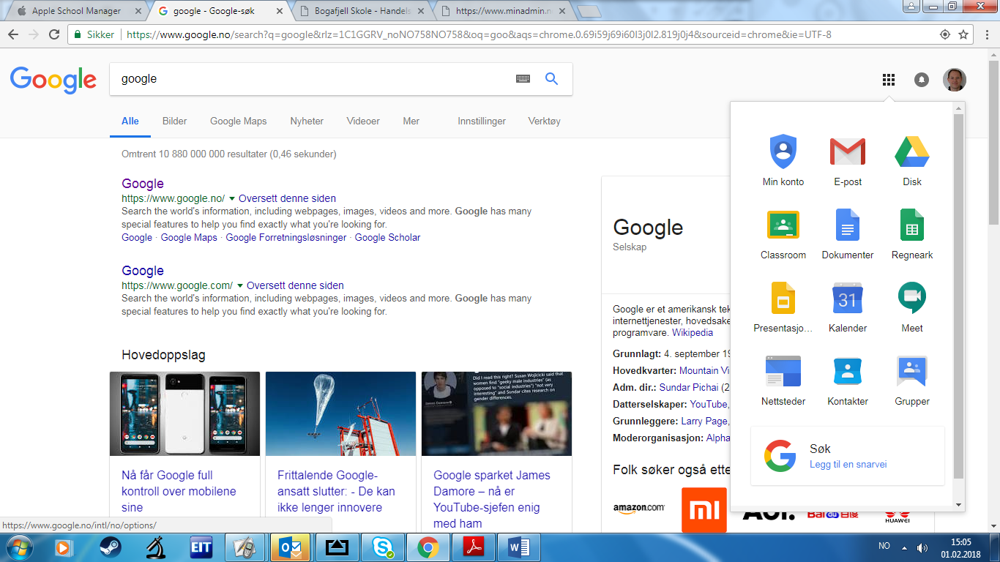 Apple School Manager
google - Google-søk
Bogafjell Skole - Handels
https://www.minadmin.n
Sikker
https://www.google.no/search?q=google&rlz=1C1GGRV_noNO758NO758&oq=goo&aqs=chrome.0.69i59j69i60l3j0l2.819j0j4&sourceid=chrome&ie=UTF-8
Google
google
Alle Bilder Google Maps Nyheter Videoer Mer Innstillinger Verktøy
Omtrent 10 880 000 000 resultater (0,46 sekunder)
Google
https://www.google.no/ Oversett denne siden
Search the world's information, including webpages, images, videos and more. Google has many
special features to help you find exactly what you're looking for.
Google · Google Maps · Google Forretningsløsninger · Google Scholar
Google
https://www.google.com/ Oversett denne siden
Search the world's information, including webpages, images, videos and more. Google has many
special features to help you find exactly what you're looking for.
Hovedoppslag
Did I read this right? Susan Wojcicki said that
women find "geeky male industries" (as
opposed to "social industries") "not very
interesting" and Sundar cites research on
gender differences.
James Damore
Nå får Google full
kontroll over mobilene
sine
Frittalende Google-
ansatt slutter: - De kan
ikke lenger innovere
Google sparket James
Damore – nå er
YouTube-sjefen enig
med ham
Google
Selskap
Google er et amerikansk tek
internettjenester, hovedsake
programvare. Wikipedia
Grunnlagt: 4. september 19
Hovedkvarter: Mountain Vi
Adm. dir.: Sundar Pichai (2
Datterselskaper: YouTube,
Grunnleggere: Larry Page,
Moderorganisasjon: Alpha
Folk søker også ette
amazon.com
mi
Aol.
Bai du 百度
HUAWEI
Min konto E-post Disk
Classroom Dokumenter Regneark
31
Presentasjo... Kalender Meet
Nettsteder Kontakter Grupper
Søk
Legg til en snarvei
https://www.google.no/intl/no/options/
EIT
NO
15:05
01.02.2018